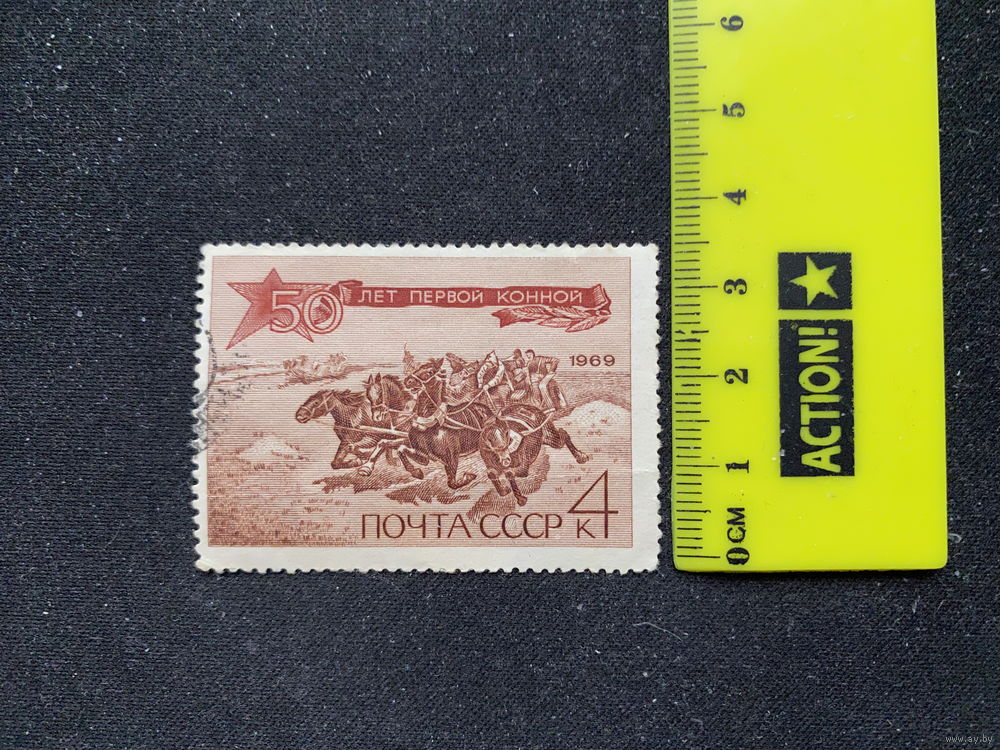 50 ЛЕТ ПЕРВОЙ КОННОЙ
1969
ПОЧТА СССР 4 К
6
5
4
3
2
1
0 СМ
ACTION!
www.ay.by